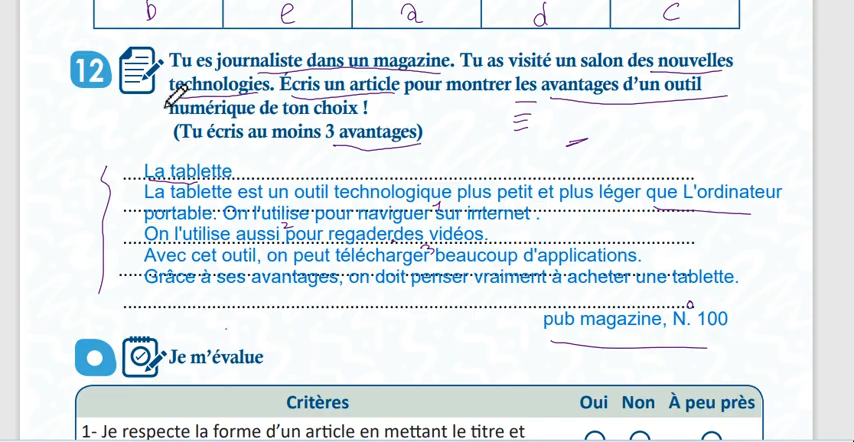 b e a d c
12 Tu es journaliste dans un magazine. Tu as visité un salon des nouvelles
technologies. Écris un article pour montrer les avantages d'un outil
numérique de ton choix !
(Tu écris au moins 3 avantages)
La tablette
La tablette est un outil technologique plus petit et plus léger que L'ordinateur
portable. On l'utilise pour naviguer 1 sur internet .
On l'utilise aussi 2 pour regader des vidéos.
Avec cet outil, on peut télécharger 3 beaucoup d'applications.
Grâce à ses avantages, on doit penser vraiment à acheter une tablette.
pub magazine, N. 100
Je m'évalue
Critères Oui Non À peu près
1- Je respecte la forme d'un article en mettant le titre et